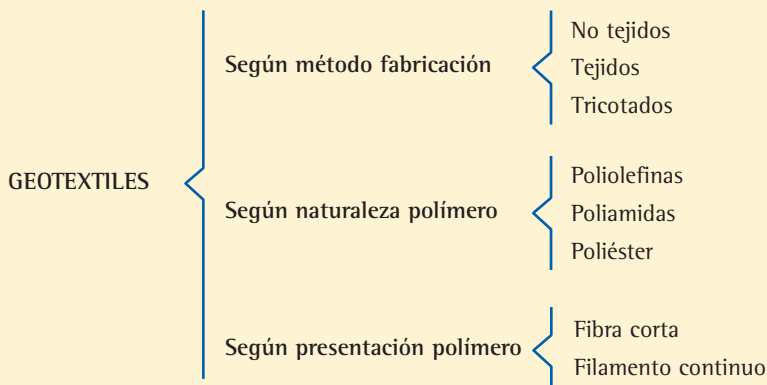 GEOTEXTILES
Según método fabricación
No tejidos
Tejidos
Tricotados
Según naturaleza polímero
Poliolefinas
Poliamidas
Poliéster
Según presentación polímero
Fibra corta
Filamento continuo